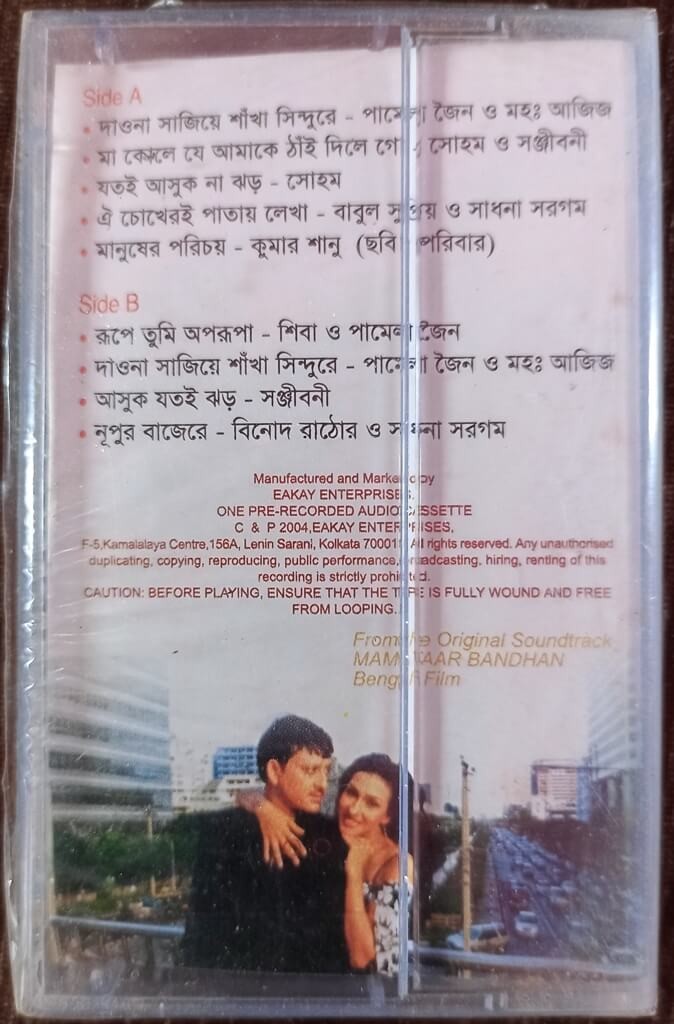 Side A
• দাওনা সাজিয়ে শাঁখা সিন্দুরে - পামেলা জৈন ও মহঃ আজিজ
• মা কেমনে যে আমাকে ঠাঁই দিলে গো - সোহম ও সঞ্জীবনী
• যতই আসুক না ঝড় - সোহম
• ঐ চোখেরই পাতায় লেখা - বাবুল সুপ্রিয় ও সাধনা সরগম
• মানুষের পরিচয় - কুমার শানু (ছবি পরিবার)
Side B
• রূপে তুমি অপরূপা - শিবা ও পামেলা জৈন
• দাওনা সাজিয়ে শাঁখা সিন্দুরে - পামেলা জৈন ও মহঃ আজিজ
• আসুক যতই ঝড় - সঞ্জীবনী
• নূপুর বাজেরে - বিনোদ রাঠোর ও সাধনা সরগম
Manufactured and Marketed by
EAKAY ENTERPRISES.
ONE PRE-RECORDED AUDIO CASSETTE
C & P 2004, EAKAY ENTERPRISES,
F-5,Kamalalaya Centre,156A, Lenin Sarani, Kolkata 70001 All rights reserved. Any unauthorised
duplicating, copying, reproducing, public performance, broadcasting, hiring, renting of this
recording is strictly prohibited.
CAUTION: BEFORE PLAYING, ENSURE THAT THE TAPE IS FULLY WOUND AND FREE
FROM LOOPING.
From the Original Soundtrack
MAMATAAR BANDHAN
Bengali Film